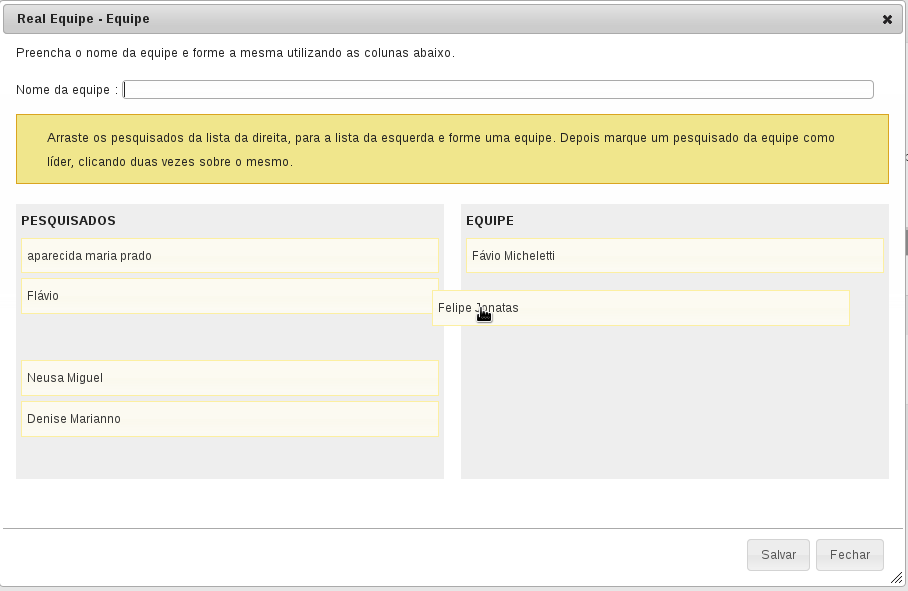 Real Equipe - Equipe
Preencha o nome da equipe e forme a mesma utilizando as colunas abaixo.
Nome da equipe :
Arraste os pesquisados da lista da direita, para a lista da esquerda e forme uma equipe. Depois marque um pesquisado da equipe como
líder, clicando duas vezes sobre o mesmo.
PESQUISADOS
aparecida maria prado
Flávio
Neusa Miguel
Denise Marianno
EQUIPE
Fávio Micheletti
Felipe Jonatas
Salvar
Fechar